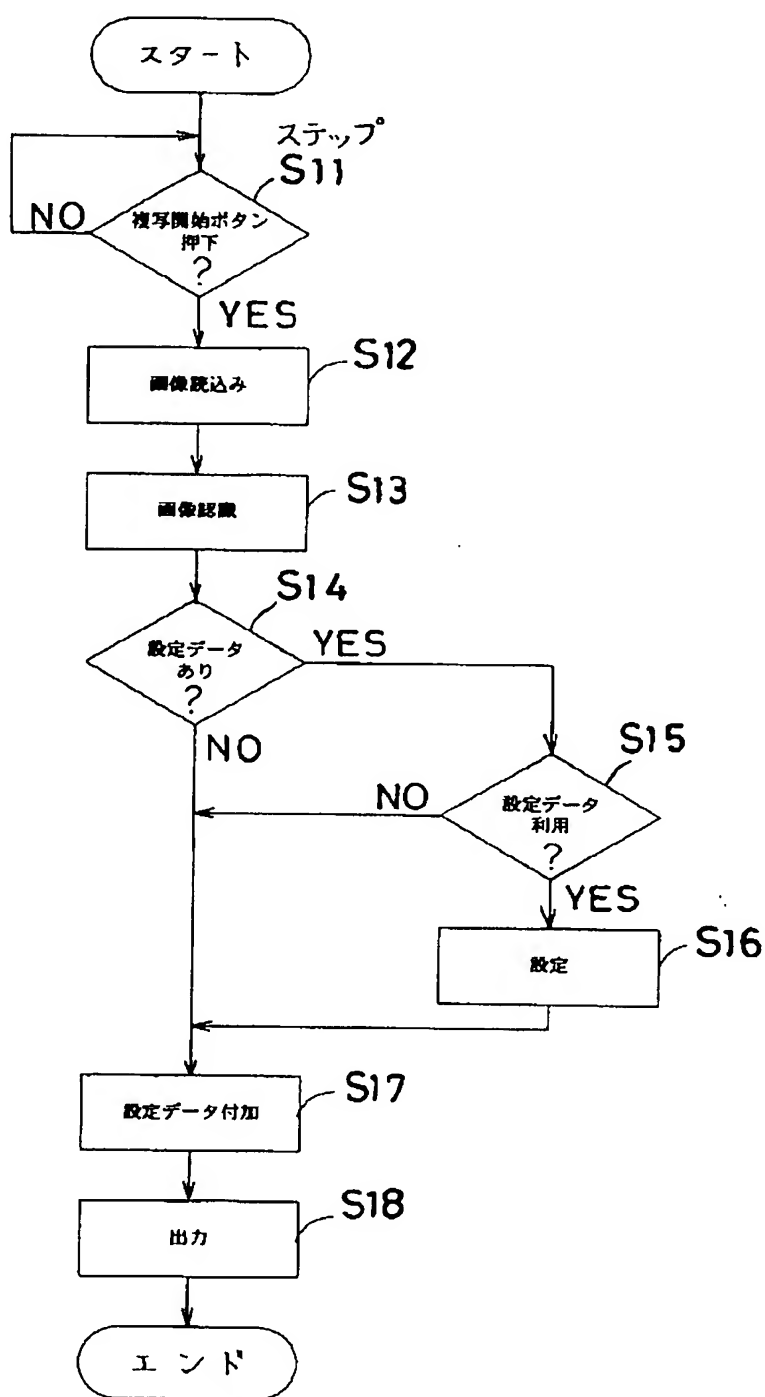 スタート
ステップ
S11
複写開始ボタン
押下
?
NO
YES
S12
画像読込み
S13
画像認識
S14
設定データ
あり
?
YES
NO
S15
設定データ
利用
?
NO
YES
S16
設定
S17
設定データ付加
S18
出力
エンド